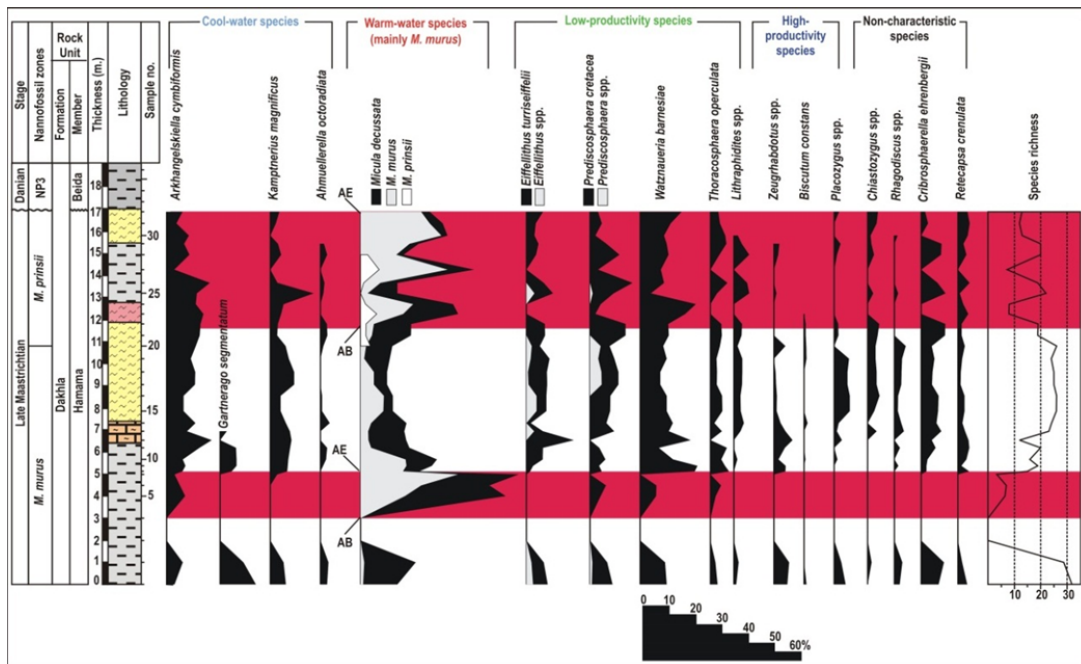 Cool-water species
Warm-water species
(mainly M. murus)
Low-productivity species
High-
productivity
species
Non-characteristic
species
Stage
Nannofossil zones
Rock
Unit
Formation
Member
Thickness (m.)
Lithology
Sample no.
Arkhangelskiella cymbiformis
Gartnerago segmentatum
Kamptnerius magnificus
Ahmuellerella octoradiata
Micula decussata
M. murus
M. prinsii
Eiffellithus turriseiffelii
Eiffellithus spp.
Prediscosphaera cretacea
Prediscosphaera spp.
Watznaueria barnesiae
Thoracosphaera operculata
Lithraphidites spp.
Zeugrhabdotus spp.
Biscutum constans
Placozygus spp.
Chiastozygus spp.
Rhagodiscus spp.
Cribrosphaerella ehrenbergii
Retecapsa crenulata
Species richness
Danian
NP3
Beida
Late Maastrichtian
M. prinsii
M. murus
Dakhla
Hamama
18
17
16
15
14
13
12
11
10
9
8
7
6
5
4
3
2
1
0
30
25
20
15
10
5
AE
AB
AE
AB
10 20 30
0 10 20 30 40 50 60%